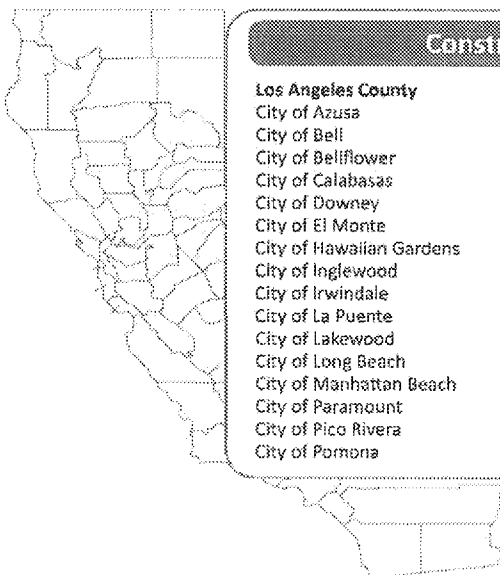 Const
Los Angeles County
City of Azusa
City of Bell
City of Bellflower
City of Calabasas
City of Downey
City of El Monte
City of Hawaiian Gardens
City of Inglewood
City of Irwindale
City of La Puente
City of Lakewood
City of Long Beach
City of Manhattan Beach
City of Paramount
City of Pico Rivera
City of Pomona